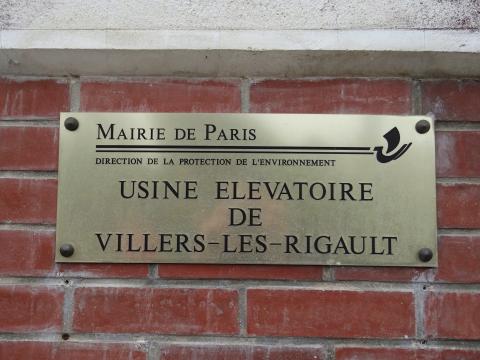 MAIRIE DE PARIS
DIRECTION DE LA PROTECTION DE L'ENVIRONNEMENT
USINE ELEVATOIRE
DE
VILLERS-LES-RIGAULT